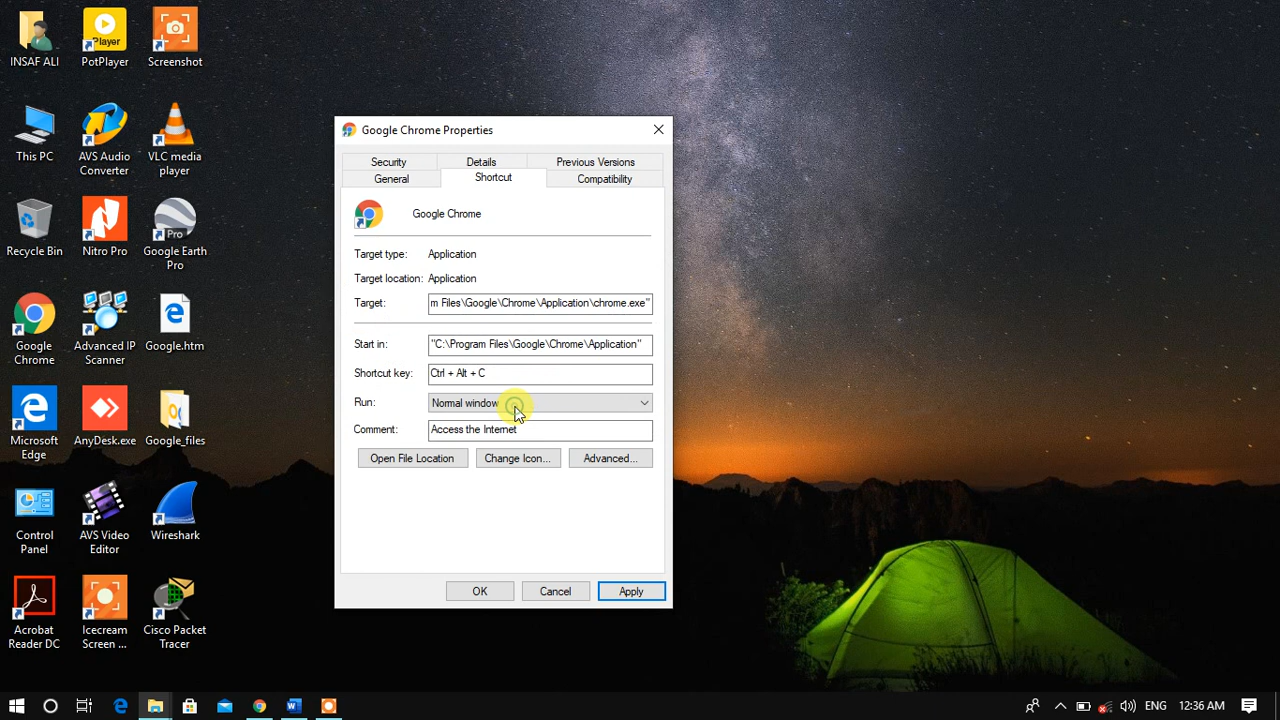 INSAF ALI
PotPlayer
Screenshot
Player
This PC
AVS Audio
Converter
VLC media
player
Recycle Bin
Nitro Pro
Google Earth
Pro
Pro
Google
Chrome
Advanced IP
Scanner
Google.htm
Microsoft
Edge
AnyDesk.exe
Google_files
Control
Panel
AVS Video
Editor
Wireshark
Acrobat
Reader DC
Icecream
Screen ...
Cisco Packet
Tracer
Google Chrome Properties
Security
Details
Previous Versions
General
Shortcut
Compatibility
Google Chrome
Target type: Application
Target location: Application
Target: m Files\Google\Chrome\Application\chrome.exe"
Start in: "C:\Program Files\Google\Chrome\Application"
Shortcut key: Ctrl + Alt + C
Run: Normal window
Comment: Access the Internet
Open File Location
Change Icon...
Advanced...
OK
Cancel
Apply
ENG
12:36 AM